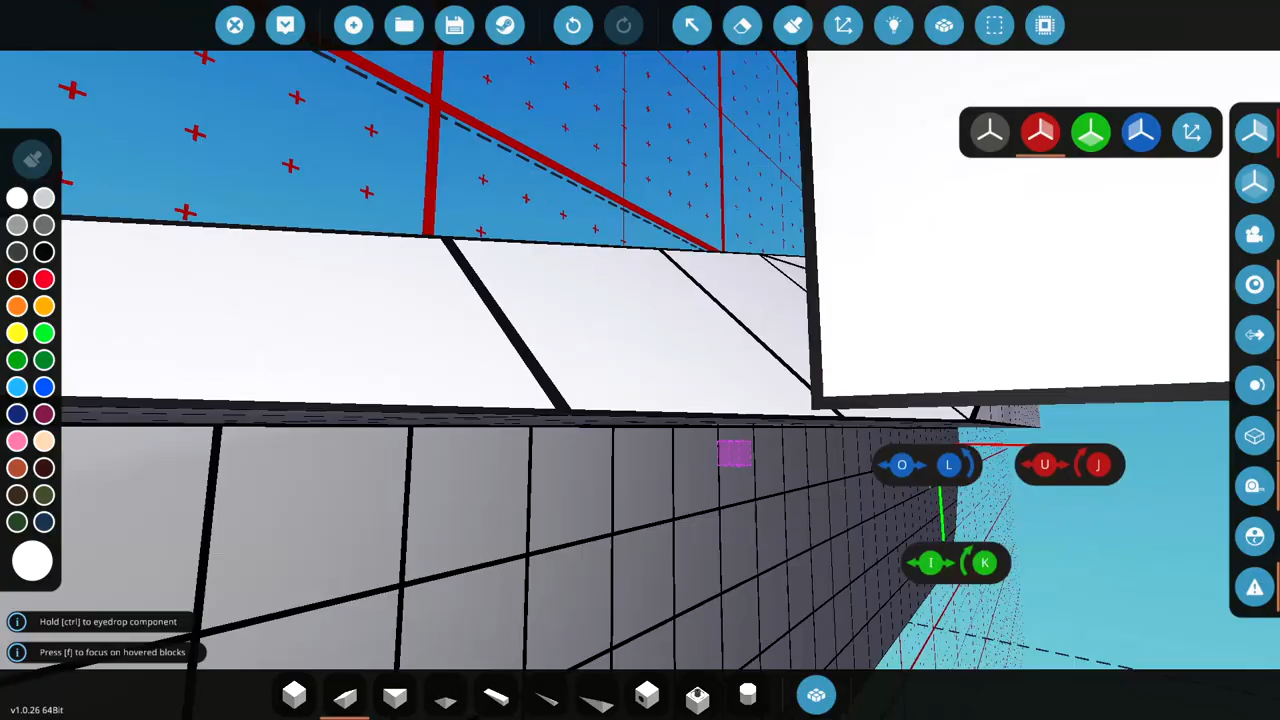 O L U J
I K
Hold [ctrl] to eyedrop component
Press [f] to focus on hovered blocks
v1.0.26 64Bit